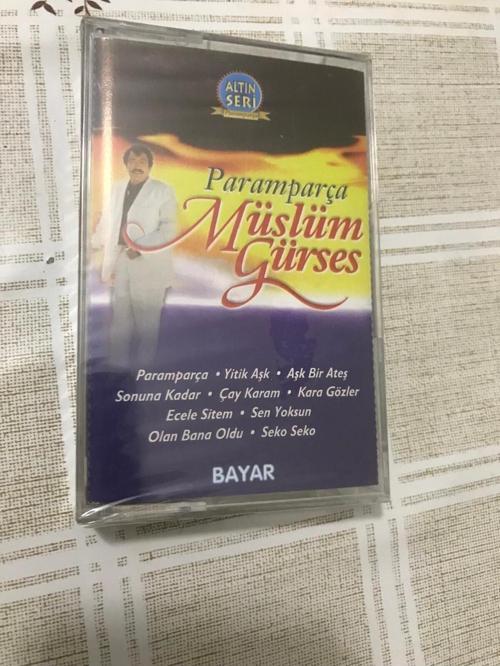 ALTIN
SERİ
Paramparça
Müslüm
Gürses
Paramparça • Yitik Aşk • Aşk Bir Ateş
Sonuna Kadar • Çay Karam • Kara Gözler
Ecele Sitem • Sen Yoksun
Olan Bana Oldu • Seko Seko
BAYAR